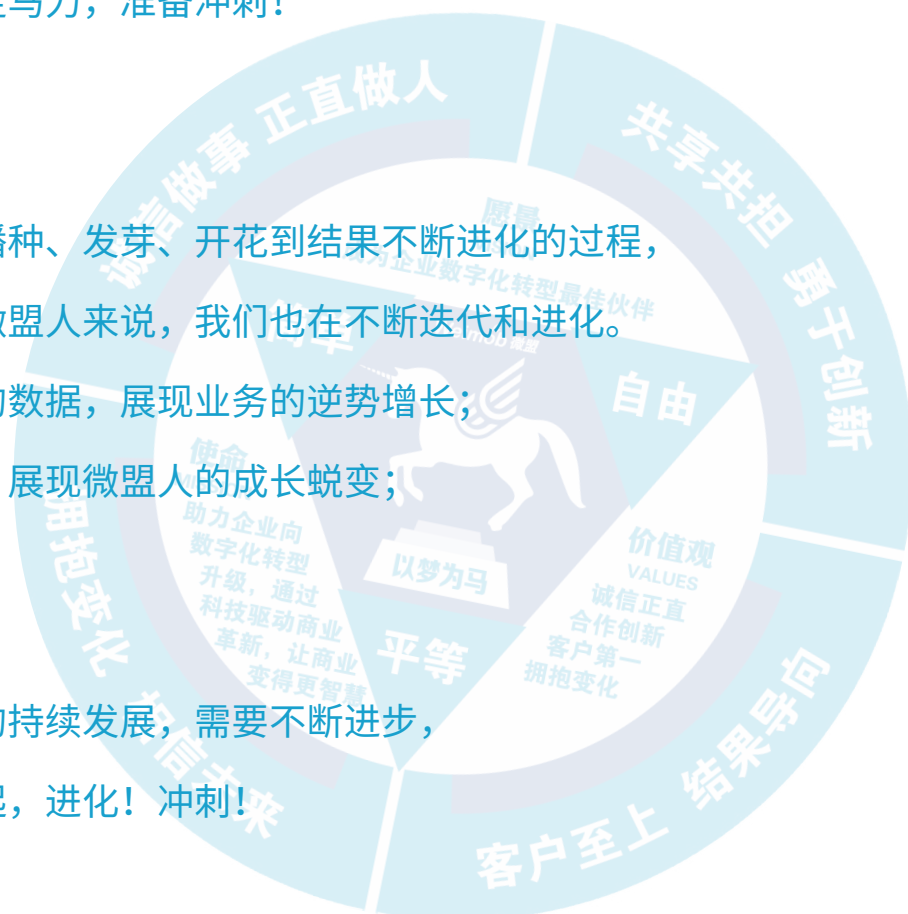 马力，准备冲刺！
种、发芽、开花到结果不断进化的过程，
盟人来说，我们也在不断迭代和进化。
数据，展现业务的逆势增长；
展现微盟人的成长蜕变；
持续发展，需要不断进步，
，进化！冲刺！
诚信做事 正直做人
共享共担 勇于创新
客户至上 结果导向
拥抱变化 相信未来
愿景
成为企业数字化转型最佳伙伴
微盟
简单
自由
平等
以梦为马
使命
助力企业向
数字化转型
升级，通过
科技驱动商业
革新，让商业
变得更智慧
价值观
VALUES
诚信正直
合作创新
客户第一
拥抱变化